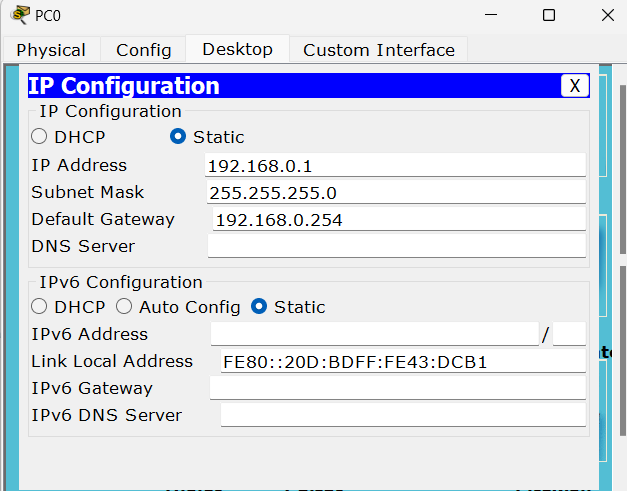 PC0
Physical Config Desktop Custom Interface
IP Configuration X
IP Configuration
DHCP Static
IP Address 192.168.0.1
Subnet Mask 255.255.255.0
Default Gateway 192.168.0.254
DNS Server
IPv6 Configuration
DHCP Auto Config Static
IPv6 Address /
Link Local Address FE80::20D:BDFF:FE43:DCB1
IPv6 Gateway
IPv6 DNS Server